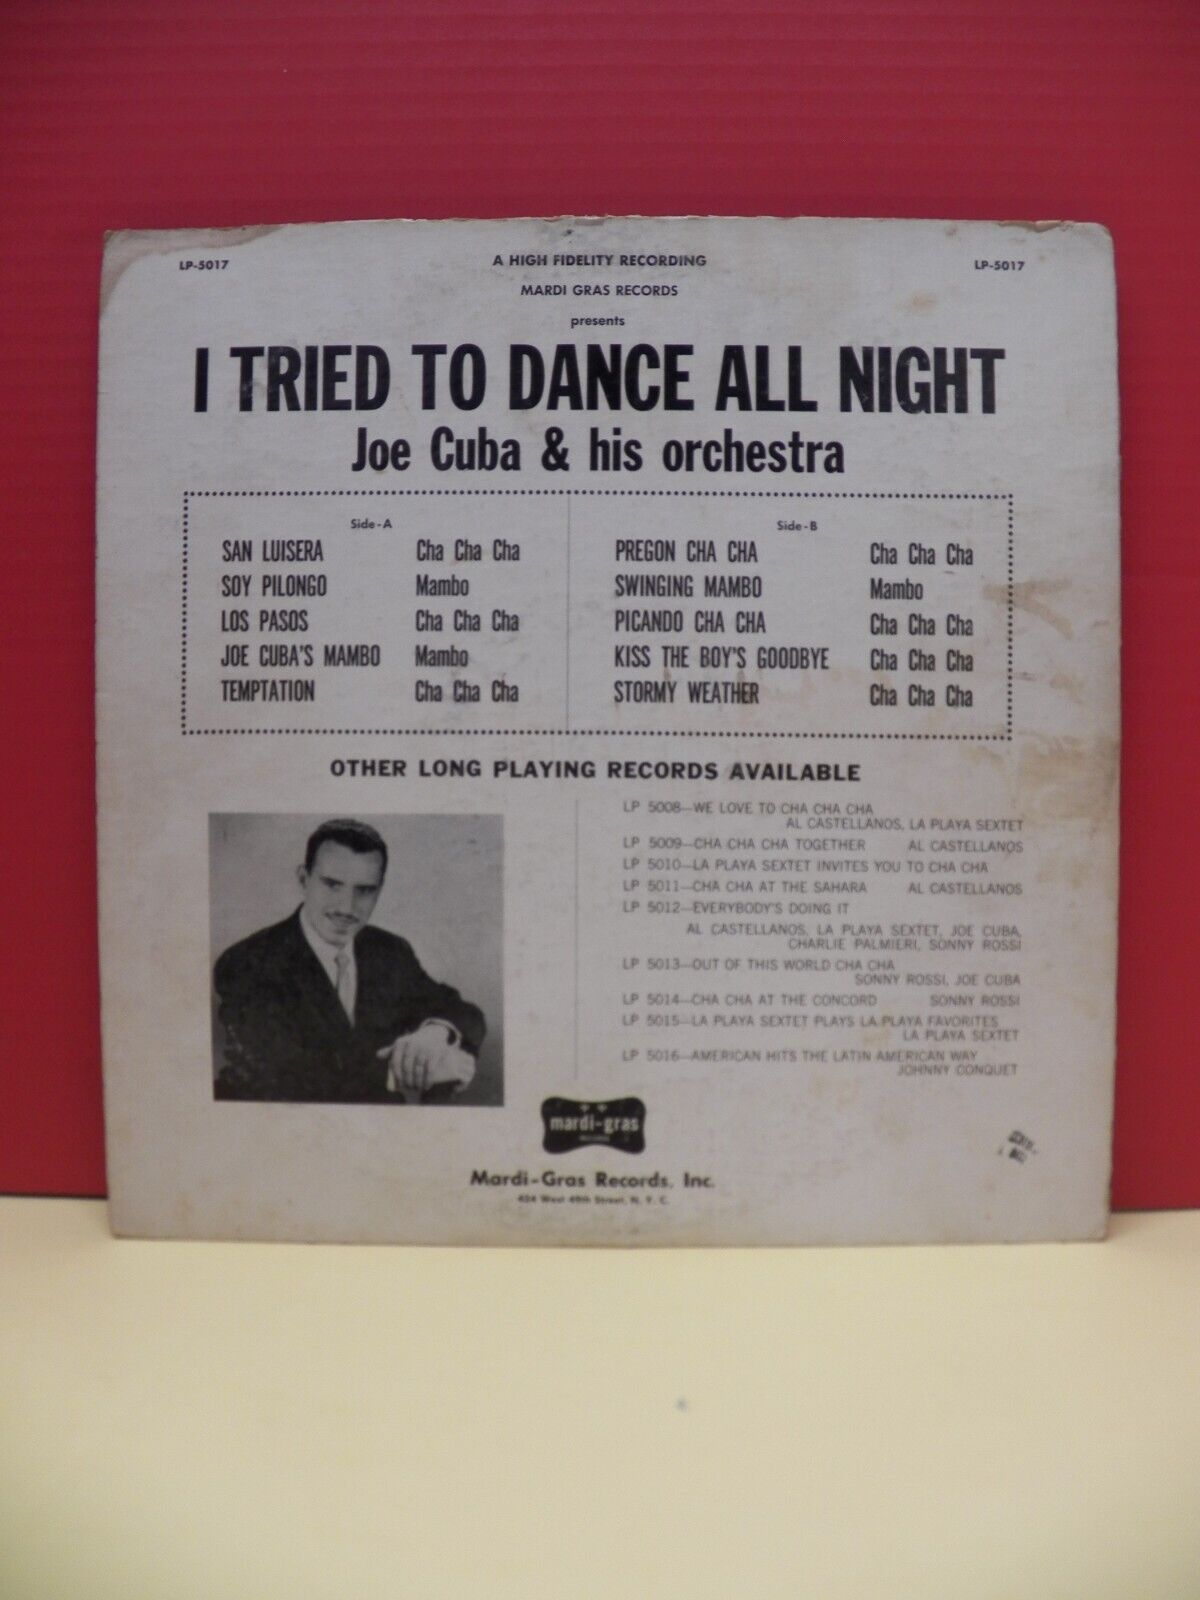 LP-5017
A HIGH FIDELITY RECORDING
LP-5017
MARDI GRAS RECORDS
presents
I TRIED TO DANCE ALL NIGHT
Joe Cuba & his orchestra
Side-A
SAN LUISERA Cha Cha Cha
SOY PILONGO Mambo
LOS PASOS Cha Cha Cha
JOE CUBA'S MAMBO Mambo
TEMPTATION Cha Cha Cha
Side-B
PREGON CHA CHA Cha Cha Cha
SWINGING MAMBO Mambo
PICANDO CHA CHA Cha Cha Cha
KISS THE BOY'S GOODBYE Cha Cha Cha
STORMY WEATHER Cha Cha Cha
OTHER LONG PLAYING RECORDS AVAILABLE
LP 5008—WE LOVE TO CHA CHA CHA
AL CASTELLANOS, LA PLAYA SEXTET
LP 5009—CHA CHA CHA TOGETHER AL CASTELLANOS
LP 5010—LA PLAYA SEXTET INVITES YOU TO CHA CHA
LP 5011—CHA CHA AT THE SAHARA AL CASTELLANOS
LP 5012—EVERYBODY'S DOING IT
AL CASTELLANOS, LA PLAYA SEXTET, JOE CUBA,
CHARLIE PALMIERI, SONNY ROSSI
LP 5013—OUT OF THIS WORLD CHA CHA
SONNY ROSSI, JOE CUBA
LP 5014—CHA CHA AT THE CONCORD SONNY ROSSI
LP 5015—LA PLAYA SEXTET PLAYS LA PLAYA FAVORITES
LA PLAYA SEXTET
LP 5016—AMERICAN HITS THE LATIN AMERICAN WAY
JOHNNY CONQUET
mardi-gras
Mardi-Gras Records, Inc.
424 West 49th Street, N. Y. C.